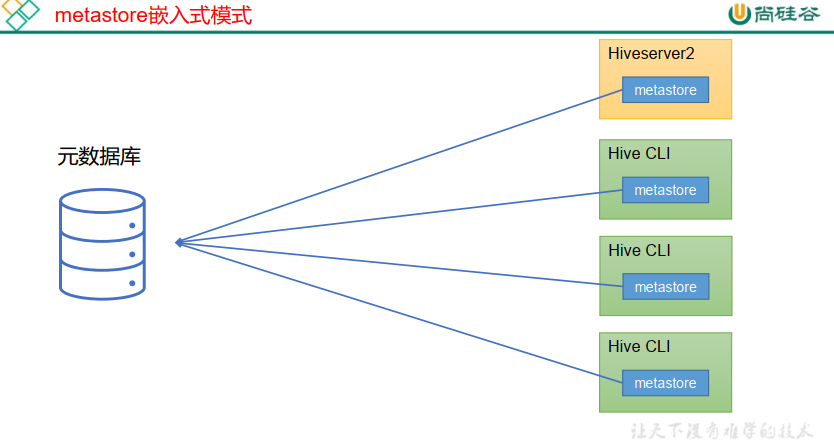 metastore嵌入式模式
尚硅谷
元数据库
Hiveserver2
metastore
Hive CLI
metastore
Hive CLI
metastore
Hive CLI
metastore
让天下没有难学的技术